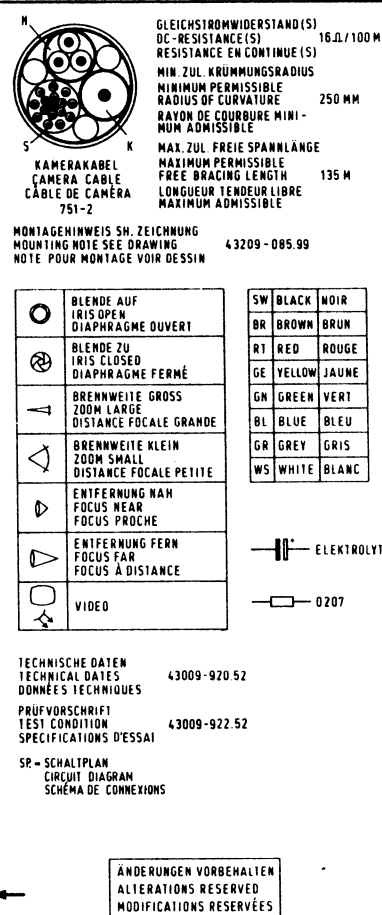 M
S
K
KAMERAKABEL
CAMERA CABLE
CÂBLE DE CAMÉRA
751-2
GLEICHSTROMWIDERSTAND(S)
DC-RESISTANCE(S) 16Ω/100M
RESISTANCE EN CONTINUE(S)
MIN. ZUL. KRÜMMUNGSRADIUS
MINIMUM PERMISSIBLE
RADIUS OF CURVATURE 250 MM
RAYON DE COURBURE MINI-
MUM ADMISSIBLE
MAX. ZUL. FREIE SPANNLÄNGE
MAXIMUM PERMISSIBLE
FREE BRACING LENGTH 135 M
LONGUEUR TENDEUR LIBRE
MAXIMUM ADMISSIBLE
MONTAGEHINWEIS SH. ZEICHNUNG
MOUNTING NOTE SEE DRAWING 43209-085.99
NOTE POUR MONTAGE VOIR DESSIN
BLENDE AUF
IRIS OPEN
DIAPHRAGME OUVERT
BLENDE ZU
IRIS CLOSED
DIAPHRAGME FERMÉ
BRENNWEITE GROSS
ZOOM LARGE
DISTANCE FOCALE GRANDE
BRENNWEITE KLEIN
ZOOM SMALL
DISTANCE FOCALE PETITE
ENTFERNUNG NAH
FOCUS NEAR
FOCUS PROCHE
ENTFERNUNG FERN
FOCUS FAR
FOCUS À DISTANCE
VIDEO
SW BLACK NOIR
BR BROWN BRUN
RT RED ROUGE
GE YELLOW JAUNE
GN GREEN VERT
BL BLUE BLEU
GR GREY GRIS
WS WHITE BLANC
+ ELEKTROLYT
0207
TECHNISCHE DATEN
TECHNICAL DATES 43009-920.52
DONNÉES TECHNIQUES
PRÜFVORSCHRIFT
TEST CONDITION 43009-922.52
SPECIFICATIONS D'ESSAI
SP. = SCHALTPLAN
CIRCUIT DIAGRAM
SCHÉMA DE CONNEXIONS
ÄNDERUNGEN VORBEHALTEN
ALTERATIONS RESERVED
MODIFICATIONS RESERVÉES